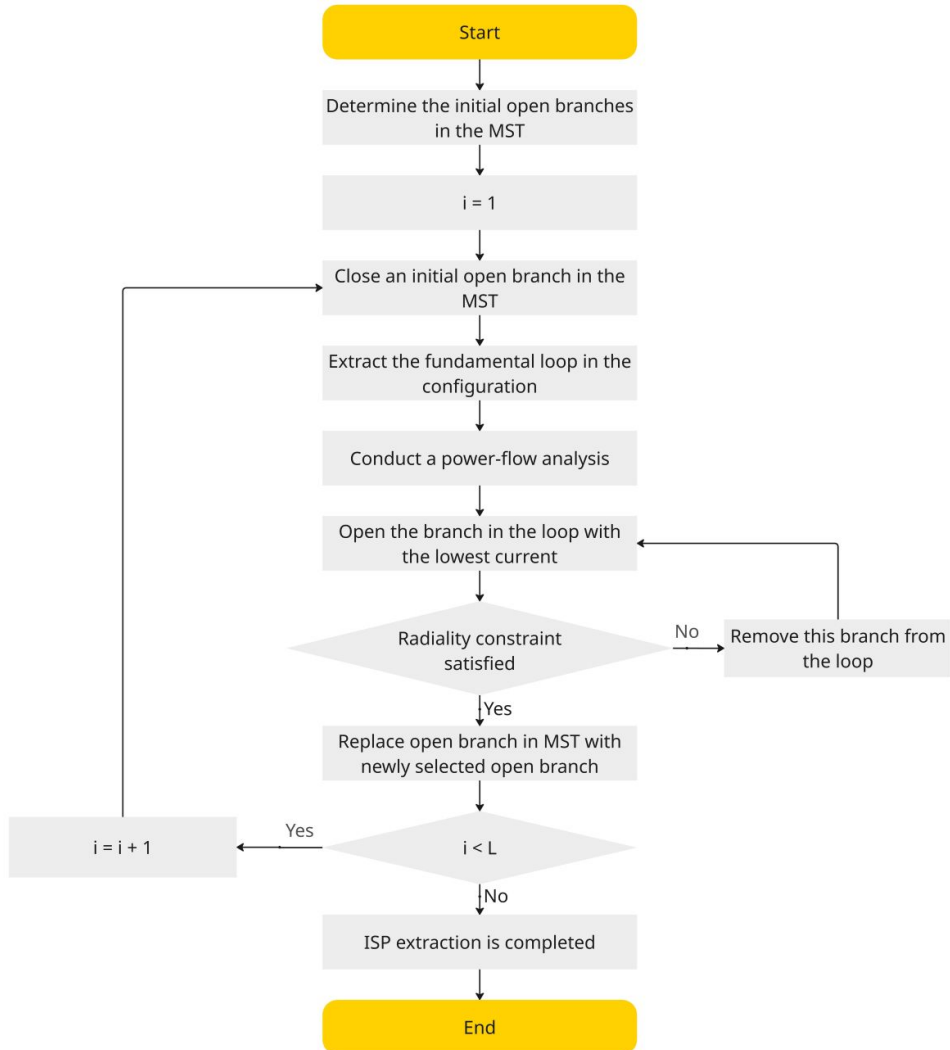 Start
Determine the initial open branches
in the MST
i = 1
Close an initial open branch in the
MST
Extract the fundamental loop in the
configuration
Conduct a power-flow analysis
Open the branch in the loop with
the lowest current
Radiality constraint
satisfied
No
Remove this branch from
the loop
Yes
Replace open branch in MST with
newly selected open branch
i < L
Yes
i = i + 1
No
ISP extraction is completed
End